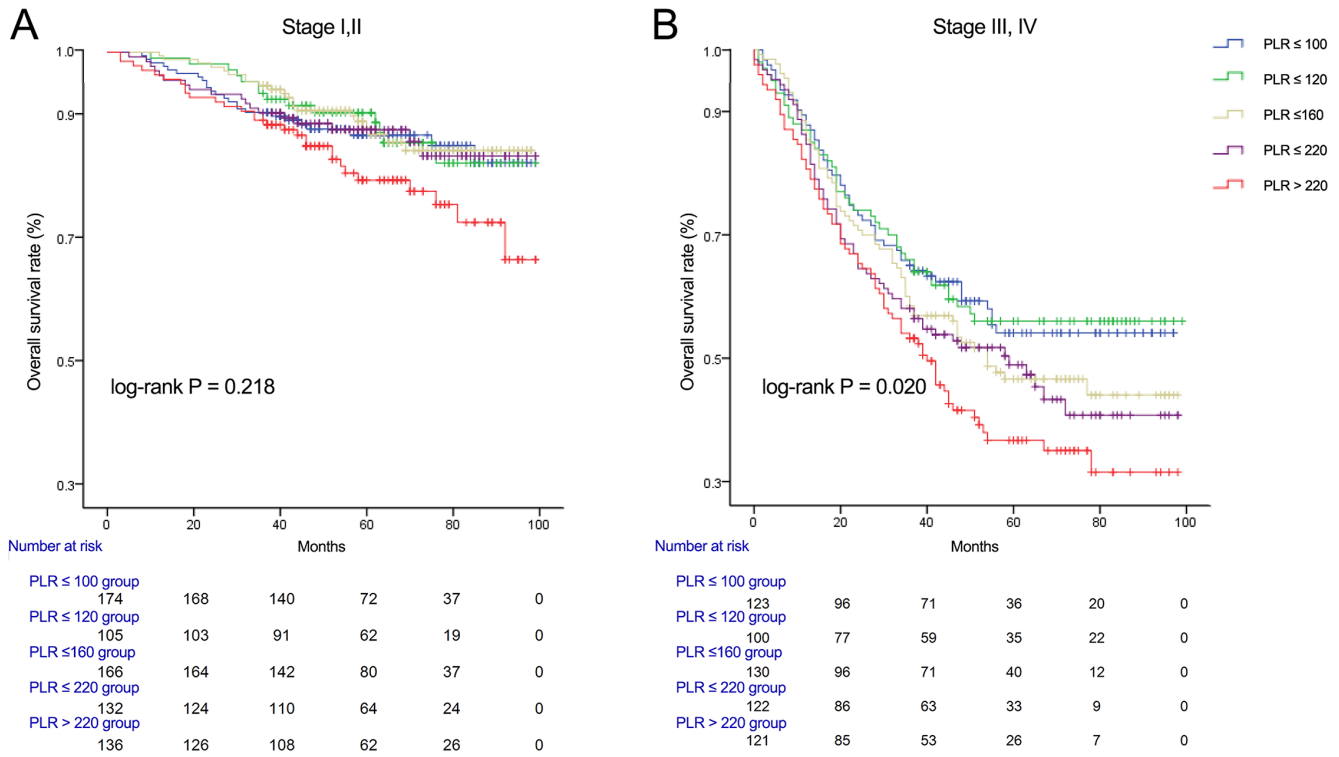 A
Stage I,II
B
Stage III, IV
PLR ≤ 100
PLR ≤ 120
PLR ≤160
PLR ≤ 220
PLR > 220
Overall survival rate (%)
1.0
0.9
0.7
0.5
0.3
log-rank P = 0.218
0 20 40 60 80 100
Months
Number at risk
PLR ≤ 100 group
174 168 140 72 37 0
PLR ≤ 120 group
105 103 91 62 19 0
PLR ≤160 group
166 164 142 80 37 0
PLR ≤ 220 group
132 124 110 64 24 0
PLR > 220 group
136 126 108 62 26 0
Overall survival rate (%)
1.0
0.9
0.7
0.5
0.3
log-rank P = 0.020
0 20 40 60 80 100
Months
Number at risk
PLR ≤ 100 group
123 96 71 36 20 0
PLR ≤ 120 group
100 77 59 35 22 0
PLR ≤160 group
130 96 71 40 12 0
PLR ≤ 220 group
122 86 63 33 9 0
PLR > 220 group
121 85 53 26 7 0